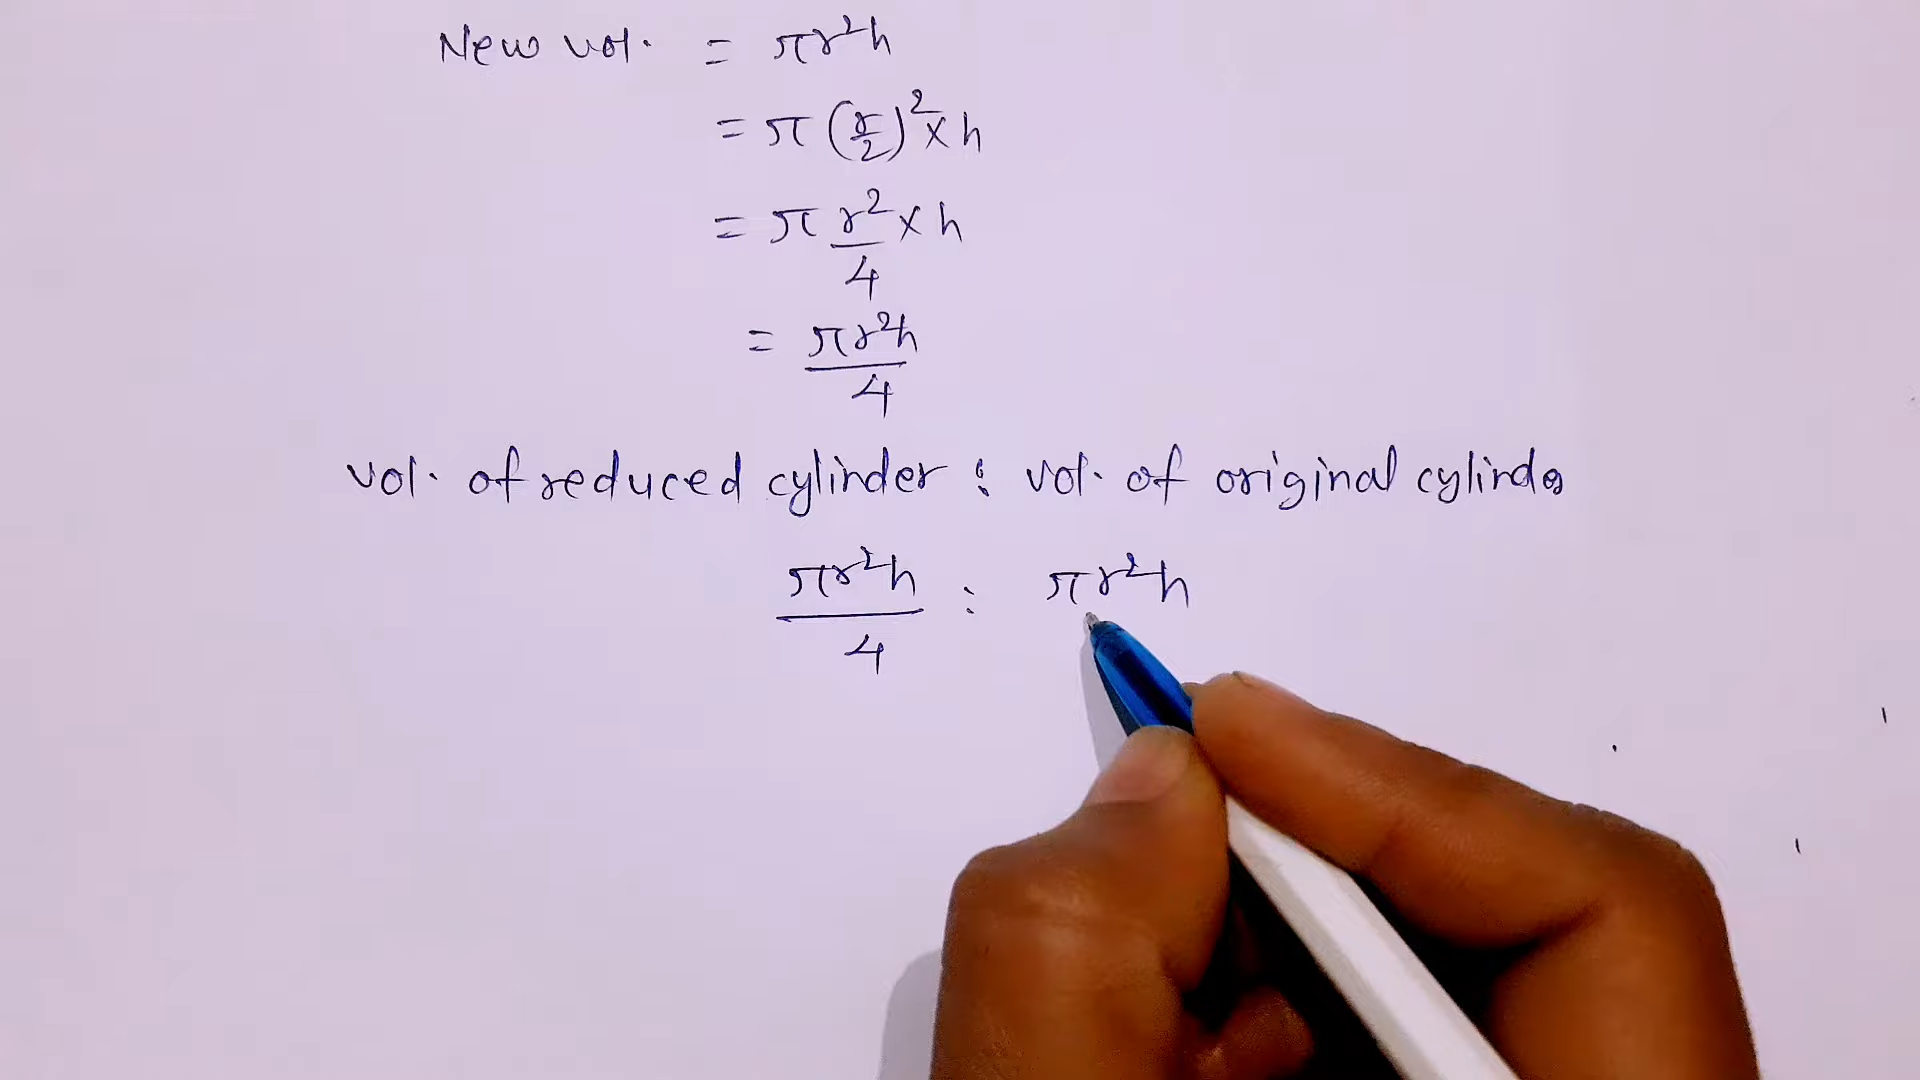 New vol. = πr²h
= π (r/2)² × h
= π r²/4 × h
= πr²h/4
vol. of reduced cylinder : vol. of original cylinde
πr²h/4 : πr²h